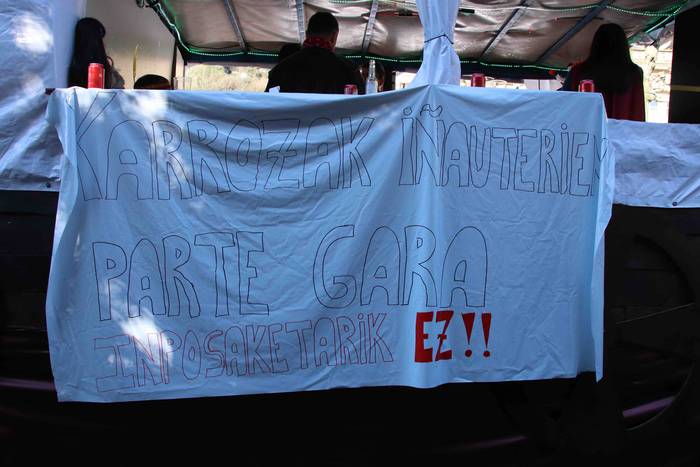 KARROZAK IÑAUTERIEN
PARTE GARA
INPOSAKETARIK EZ!!